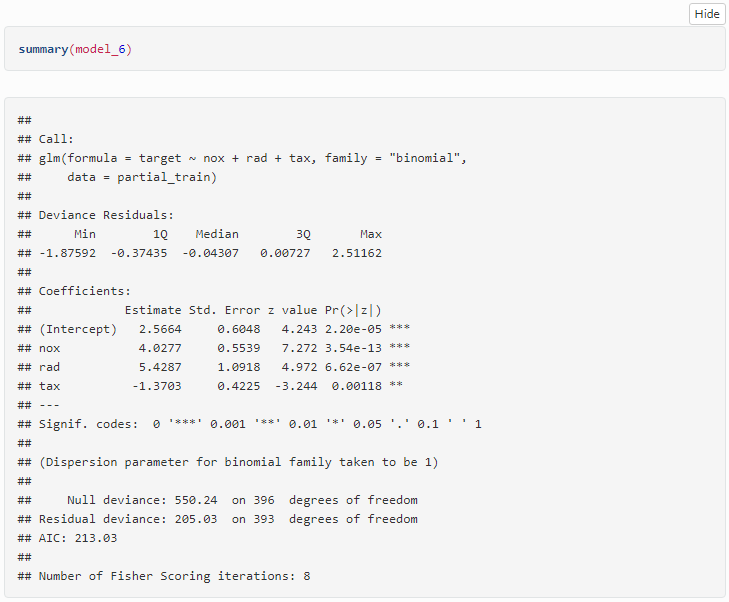 Hide
summary(model_6)
##
## Call:
## glm(formula = target ~ nox + rad + tax, family = "binomial",
##     data = partial_train)
##
## Deviance Residuals:
##      Min        1Q    Median        3Q       Max
## -1.87592  -0.37435  -0.04307   0.00727   2.51162
##
## Coefficients:
##             Estimate Std. Error z value Pr(>|z|)
## (Intercept)   2.5664     0.6048   4.243 2.20e-05 ***
## nox           4.0277     0.5539   7.272 3.54e-13 ***
## rad           5.4287     1.0918   4.972 6.62e-07 ***
## tax          -1.3703     0.4225  -3.244  0.00118 **
## ---
## Signif. codes:  0 '***' 0.001 '**' 0.01 '*' 0.05 '.' 0.1 ' ' 1
##
## (Dispersion parameter for binomial family taken to be 1)
##
##     Null deviance: 550.24  on 396  degrees of freedom
## Residual deviance: 205.03  on 393  degrees of freedom
## AIC: 213.03
##
## Number of Fisher Scoring iterations: 8